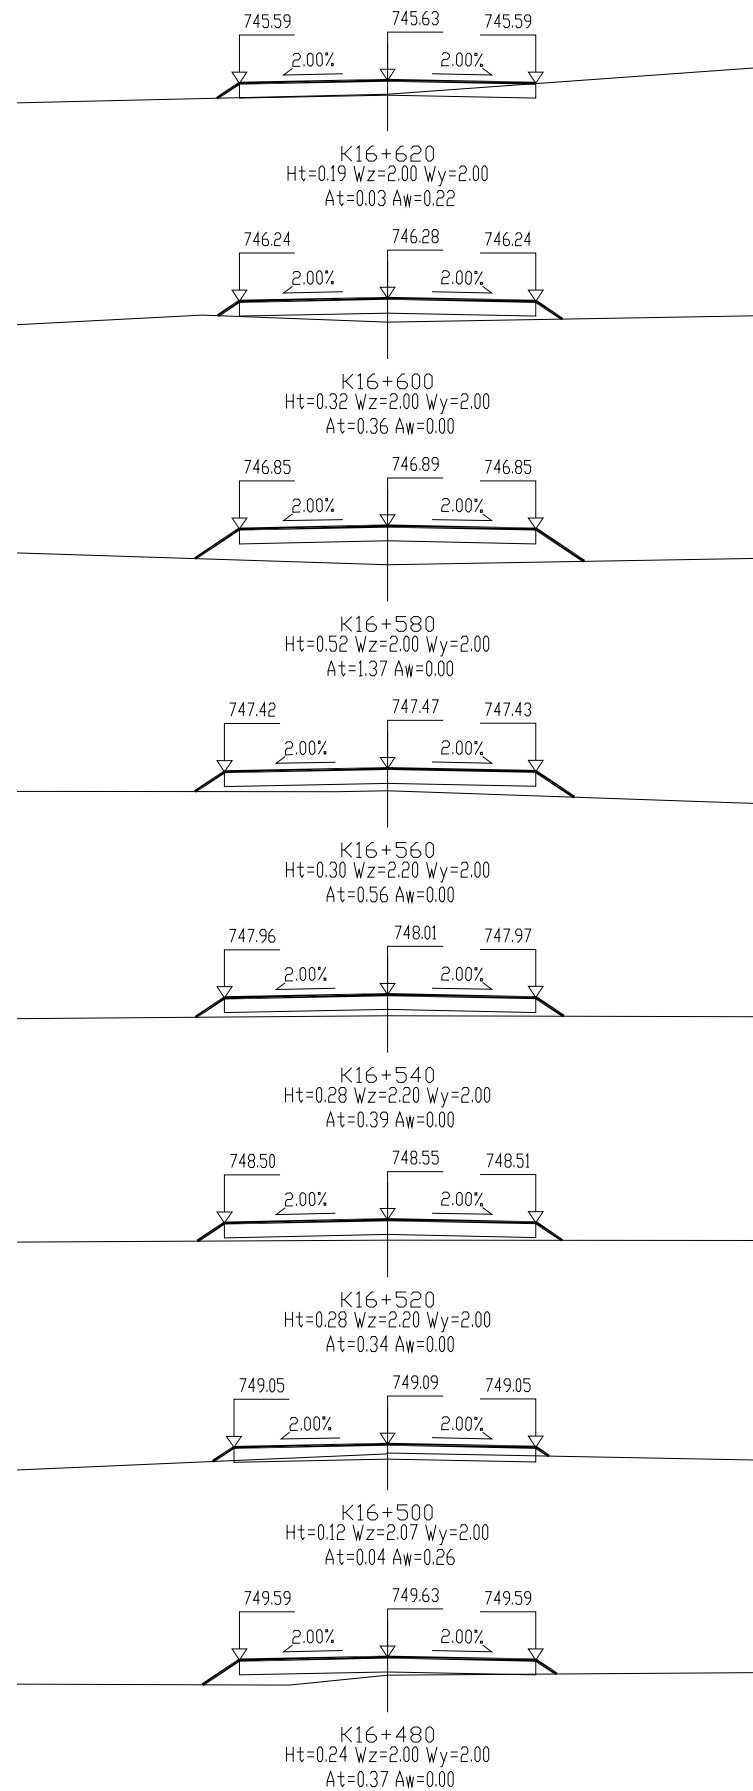 745.59 745.63 745.59
2.00% 2.00%
K16+620
Ht=0.19 Wz=2.00 Wy=2.00
At=0.03 Aw=0.22
746.24 746.28 746.24
2.00% 2.00%
K16+600
Ht=0.32 Wz=2.00 Wy=2.00
At=0.36 Aw=0.00
746.85 746.89 746.85
2.00% 2.00%
K16+580
Ht=0.52 Wz=2.00 Wy=2.00
At=1.37 Aw=0.00
747.42 747.47 747.43
2.00% 2.00%
K16+560
Ht=0.30 Wz=2.20 Wy=2.00
At=0.56 Aw=0.00
747.96 748.01 747.97
2.00% 2.00%
K16+540
Ht=0.28 Wz=2.20 Wy=2.00
At=0.39 Aw=0.00
748.50 748.55 748.51
2.00% 2.00%
K16+520
Ht=0.28 Wz=2.20 Wy=2.00
At=0.34 Aw=0.00
749.05 749.09 749.05
2.00% 2.00%
K16+500
Ht=0.12 Wz=2.07 Wy=2.00
At=0.04 Aw=0.26
749.59 749.63 749.59
2.00% 2.00%
K16+480
Ht=0.24 Wz=2.00 Wy=2.00
At=0.37 Aw=0.00